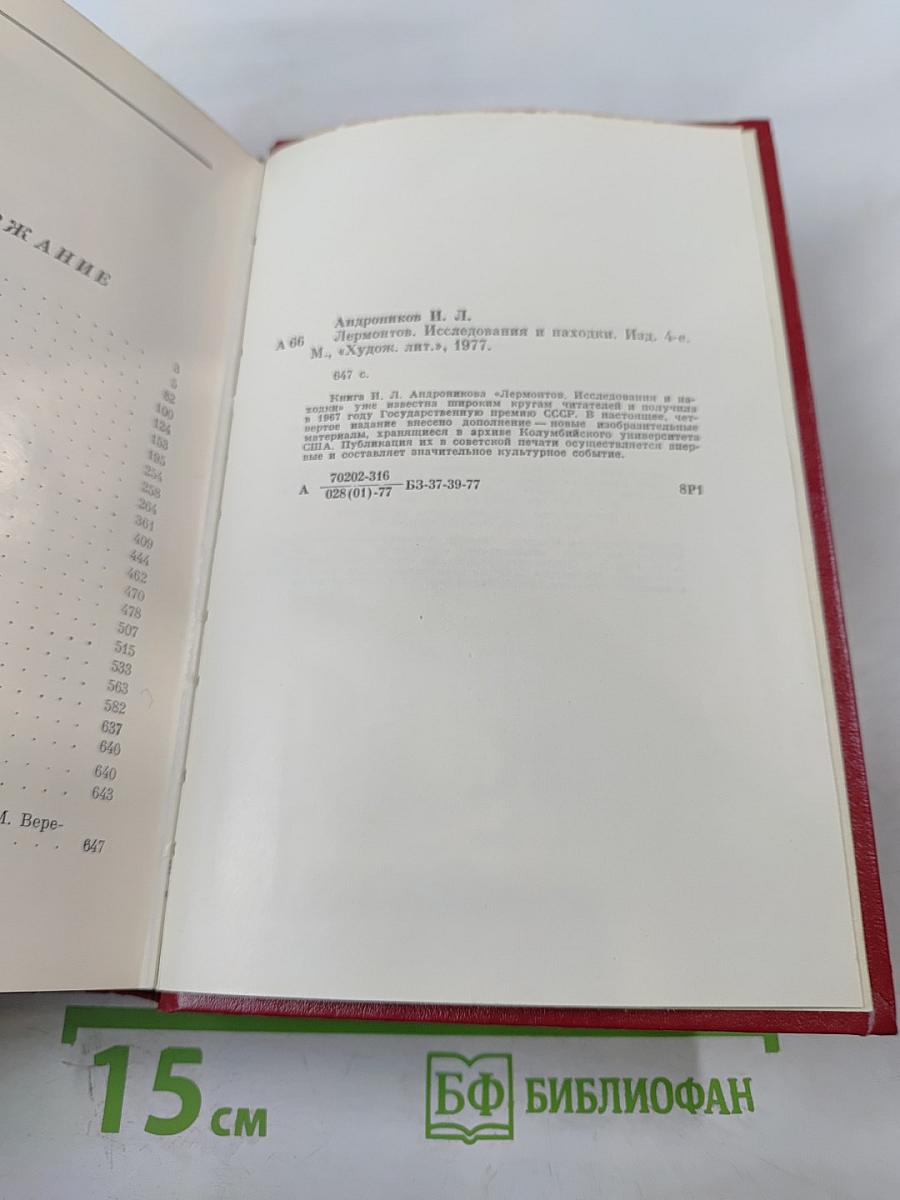 ЖАНИЕ
3
5
62
100
124
153
195
254
258
264
361
409
444
462
470
478
507
515
533
563
582
637
640
640
643
М. Вере-
647
Андроников И. Л.
А 66 Лермонтов. Исследования и находки. Изд. 4-е.
М., «Худож. лит.», 1977.
647 с.
Книга И. Л. Андроникова «Лермонтов. Исследования и на-
ходки» уже известна широким кругам читателей и получила
в 1967 году Государственную премию СССР. В настоящее, чет-
вертое издание внесено дополнение — новые изобразительные
материалы, хранящиеся в архиве Колумбийского университета
США. Публикация их в советской печати осуществляется впер-
вые и составляет значительное культурное событие.
А 70202-316
028(01)-77 БЗ-37-39-77 8Р1
15 см
БФ БИБЛИОФАН